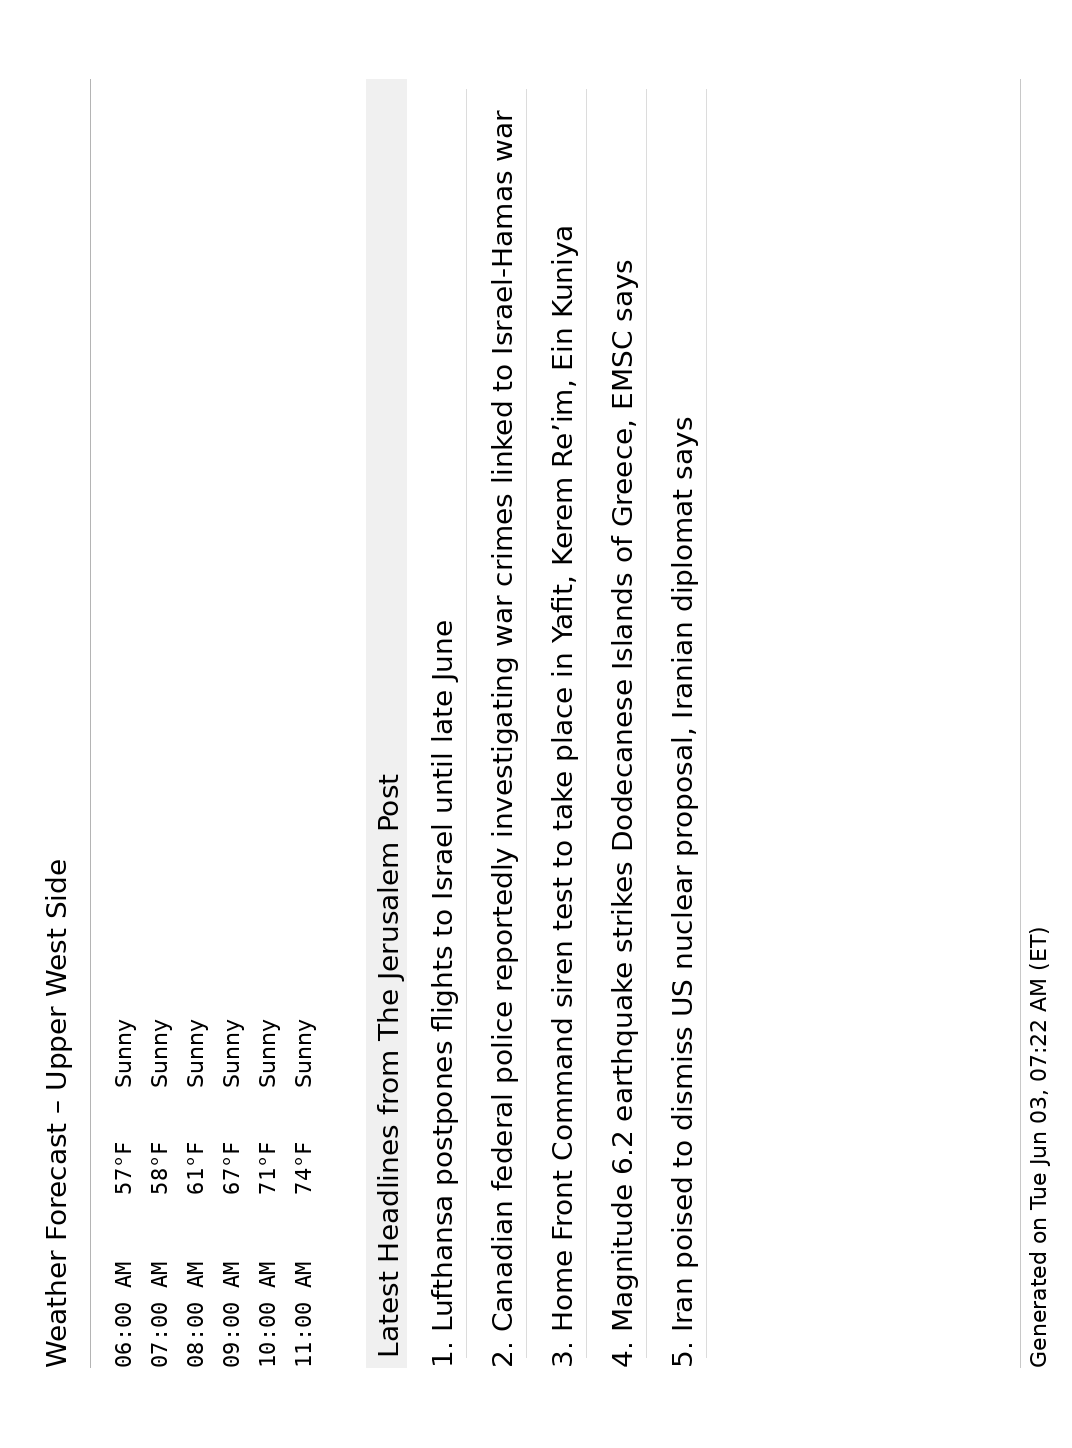 Weather Forecast – Upper West Side
06:00 AM 57°F Sunny
07:00 AM 58°F Sunny
08:00 AM 61°F Sunny
09:00 AM 67°F Sunny
10:00 AM 71°F Sunny
11:00 AM 74°F Sunny
Latest Headlines from The Jerusalem Post
1. Lufthansa postpones flights to Israel until late June
2. Canadian federal police reportedly investigating war crimes linked to Israel-Hamas war
3. Home Front Command siren test to take place in Yafit, Kerem Re’im, Ein Kuniya
4. Magnitude 6.2 earthquake strikes Dodecanese Islands of Greece, EMSC says
5. Iran poised to dismiss US nuclear proposal, Iranian diplomat says
Generated on Tue Jun 03, 07:22 AM (ET)